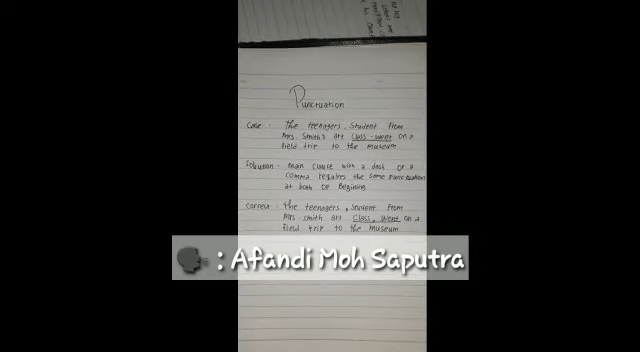 Punctuation
Case : The teenagers, Student from
Mrs. Smith's art class - went on a
field trip to the museum
Solution : main clause with a dash or a
comma requires the same punctuation
at both of Begining
Correct : The teenagers, Student from
Mrs smith art class, went on a
field trip to the museum
: Afandi Moh Saputra